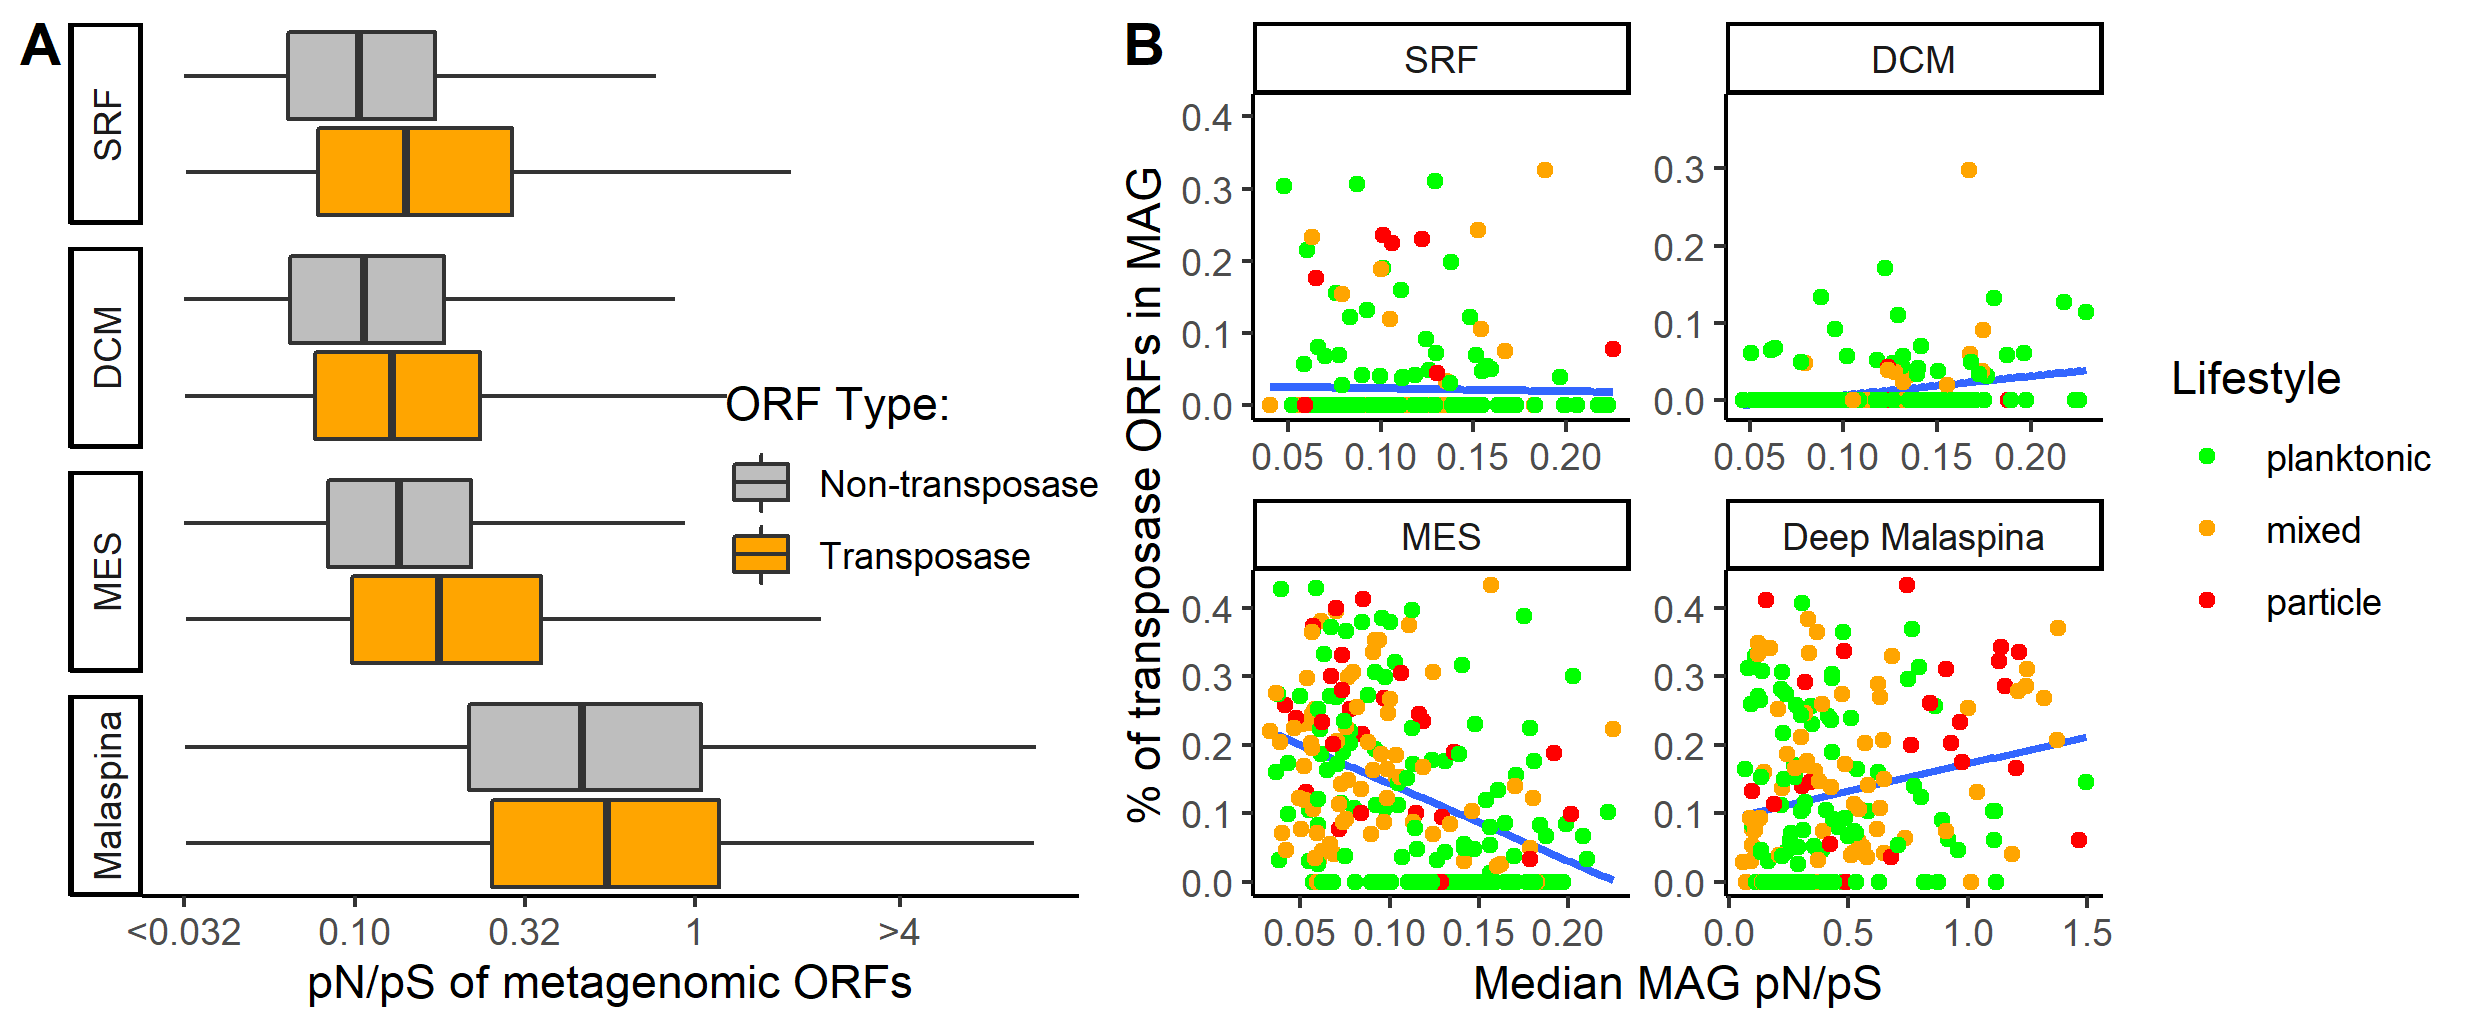 A
SRF
DCM
MES
Malaspina
ORF Type:
Non-transposase
Transposase
<0.032 0.10 0.32 1 >4
pN/pS of metagenomic ORFs
B
% of transposase ORFs in MAG
SRF
0.4
0.3
0.2
0.1
0.0
0.05 0.10 0.15 0.20
DCM
0.3
0.2
0.1
0.0
0.05 0.10 0.15 0.20
MES
0.4
0.3
0.2
0.1
0.0
0.05 0.10 0.15 0.20
Deep Malaspina
0.4
0.3
0.2
0.1
0.0
0.0 0.5 1.0 1.5
Median MAG pN/pS
Lifestyle
planktonic
mixed
particle